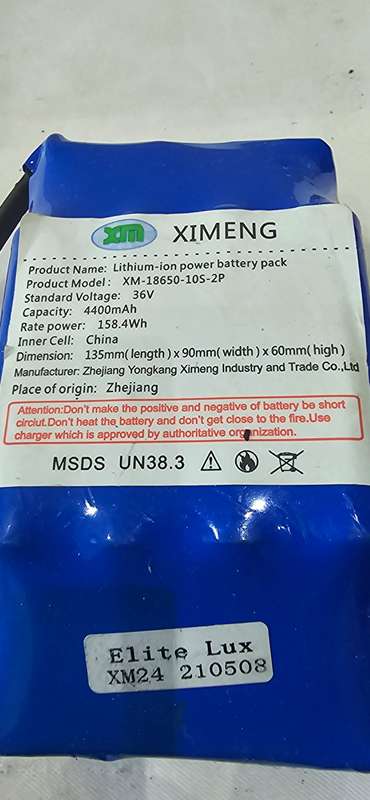 XM XIMENG
Product Name: Lithium-ion power battery pack
Product Model: XM-18650-10S-2P
Standard Voltage: 36V
Capacity: 4400mAh
Rate power: 158.4Wh
Inner Cell: China
Dimension: 135mm(length) x 90mm(width) x 60mm(high)
Manufacturer: Zhejiang Yongkang Ximeng Industry and Trade Co.,Ltd
Place of origin: Zhejiang
Attention:Don't make the positive and negative of battery be short
circiut.Don't heat the battery and don't get close to the fire.Use
charger which is approved by authoritative organization.
MSDS UN38.3
Elite Lux
XM24 210508